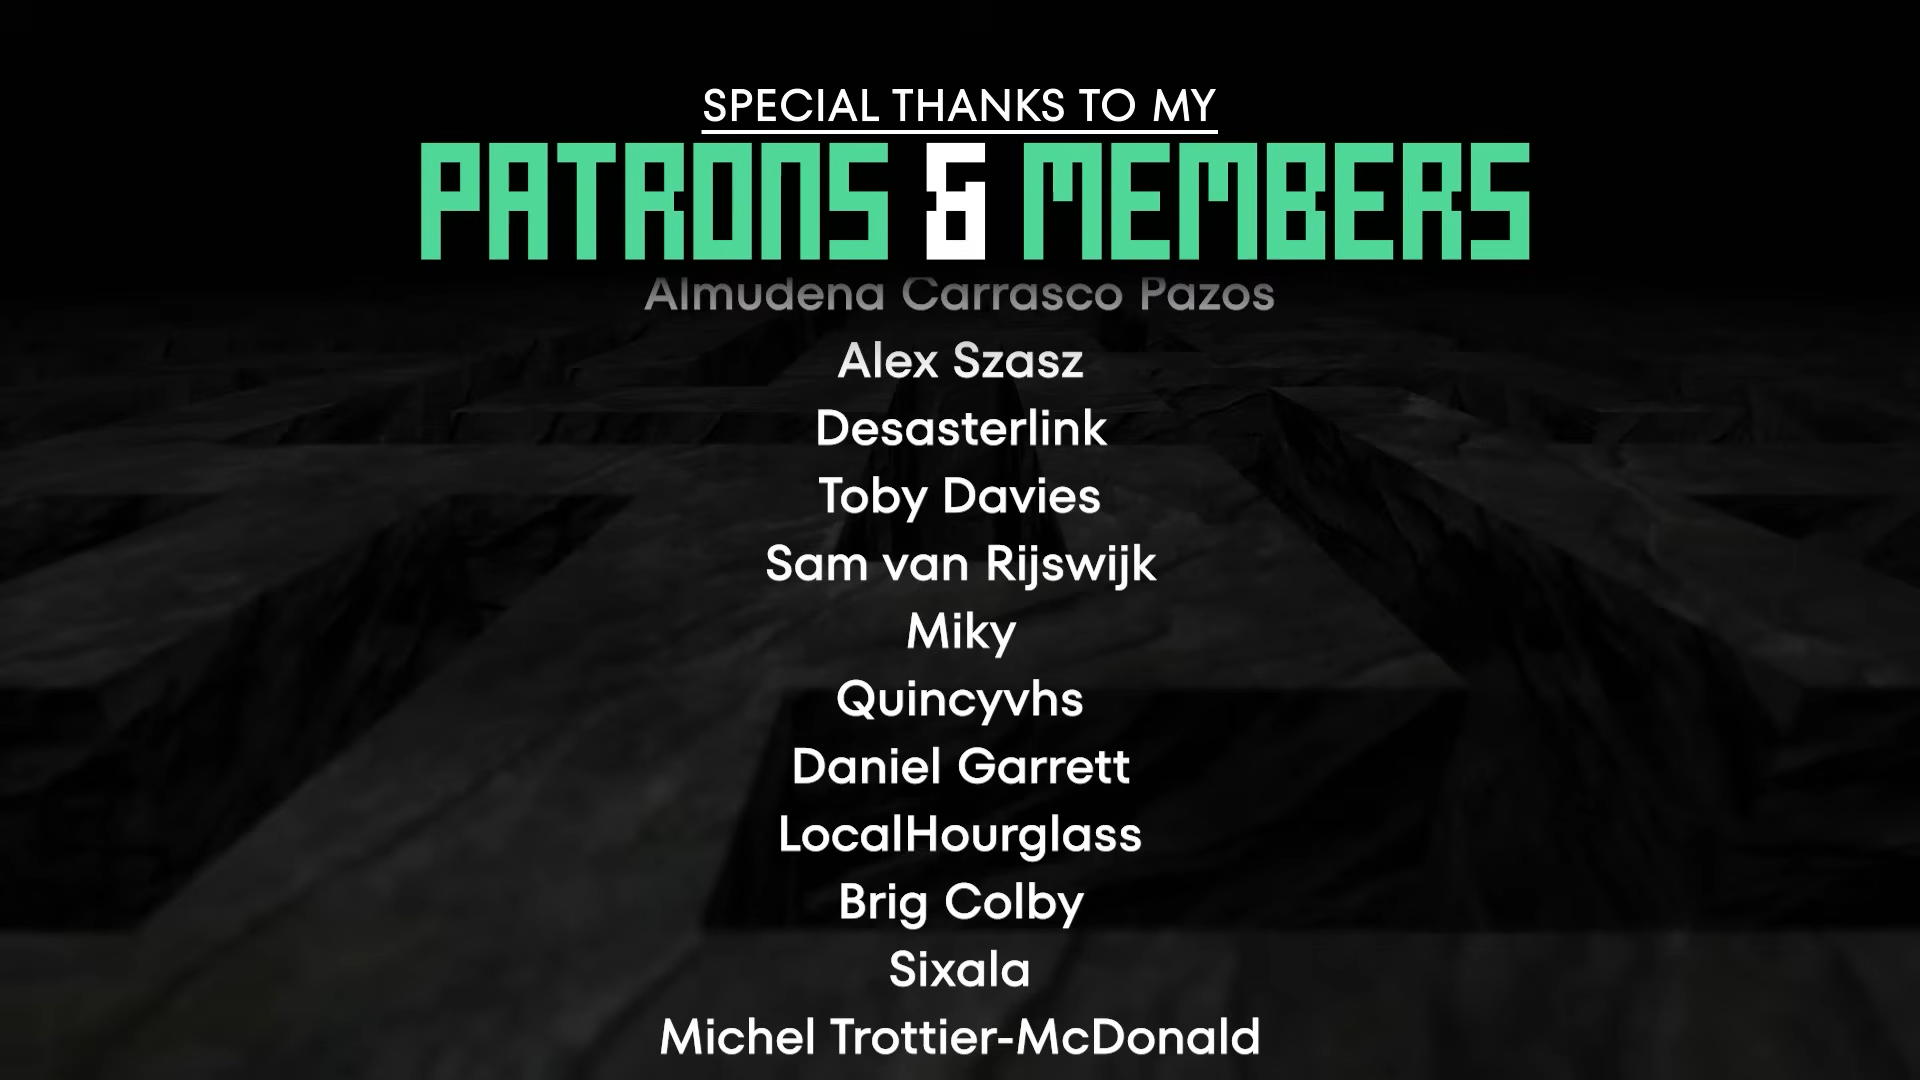 SPECIAL THANKS TO MY
PATRONS & MEMBERS
Almudena Carrasco Pazos
Alex Szasz
Desasterlink
Toby Davies
Sam van Rijswijk
Miky
Quincyvhs
Daniel Garrett
LocalHourglass
Brig Colby
Sixala
Michel Trottier-McDonald